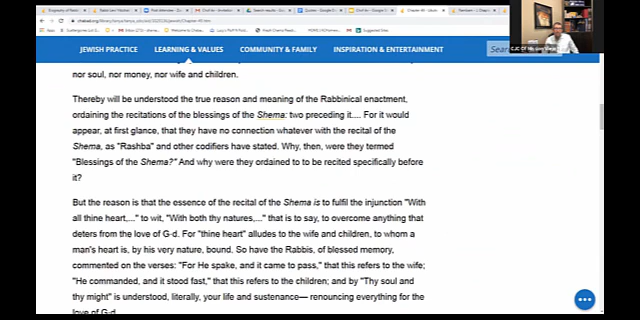 JEWISH PRACTICE LEARNING & VALUES COMMUNITY & FAMILY INSPIRATION & ENTERTAINMENT
nor soul, nor money, nor wife and children.
Thereby will be understood the true reason and meaning of the Rabbinical enactment,
ordaining the recitations of the blessings of the Shema: two preceding it.... For it would
appear, at first glance, that they have no connection whatever with the recital of the
Shema, as "Rashba" and other codifiers have stated. Why, then, were they termed
"Blessings of the Shema?" And why were they ordained to be recited specifically before
it?
But the reason is that the essence of the recital of the Shema is to fulfil the injunction "With
all thine heart,..." to wit, "With both thy natures,..." that is to say, to overcome anything that
deters from the love of G-d. For "thine heart" alludes to the wife and children, to whom a
man's heart is, by his very nature, bound. So have the Rabbis, of blessed memory,
commented on the verses: "For He spake, and it came to pass," that this refers to the wife;
"He commanded, and it stood fast," that this refers to the children; and by "Thy soul and
thy might" is understood, literally, your life and sustenance— renouncing everything for the
love of G-d.